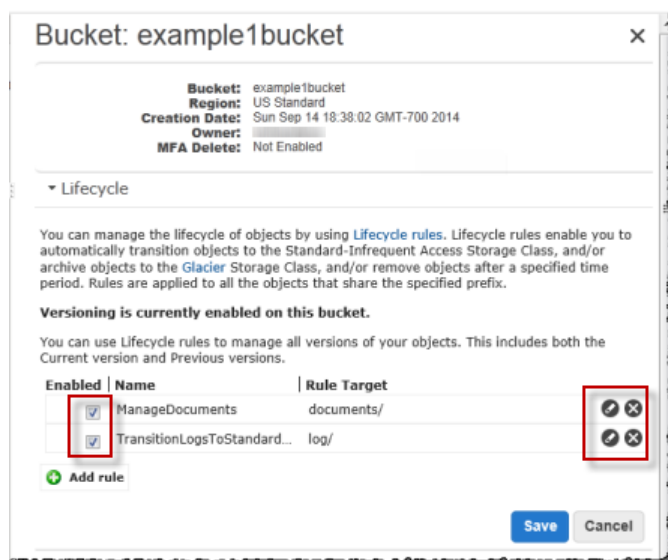 Bucket: example1bucket
Bucket: example1bucket
Region: US Standard
Creation Date: Sun Sep 14 18:38:02 GMT-700 2014
Owner:
MFA Delete: Not Enabled
Lifecycle
You can manage the lifecycle of objects by using Lifecycle rules. Lifecycle rules enable you to
automatically transition objects to the Standard-Infrequent Access Storage Class, and/or
archive objects to the Glacier Storage Class, and/or remove objects after a specified time
period. Rules are applied to all the objects that share the specified prefix.
Versioning is currently enabled on this bucket.
You can use Lifecycle rules to manage all versions of your objects. This includes both the
Current version and Previous versions.
Enabled Name Rule Target
ManageDocuments documents/
TransitionLogsToStandard... log/
Add rule
Save Cancel